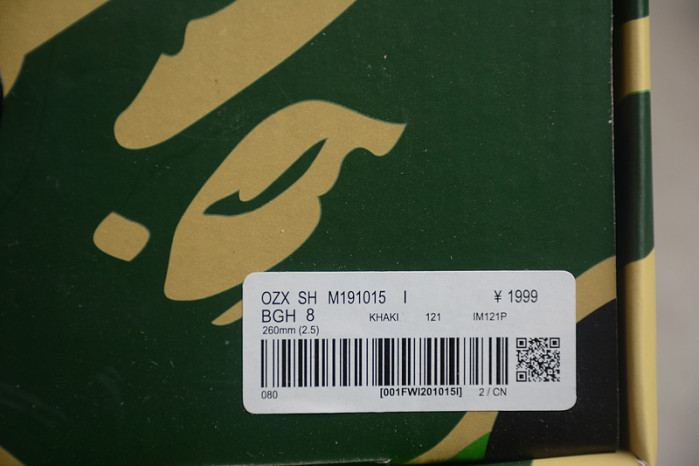 OZX SH M191015 I ¥ 1999
BGH 8 KHAKI 121 IM121P
260mm (2.5)
080 [001FWI201015I] 2 / CN